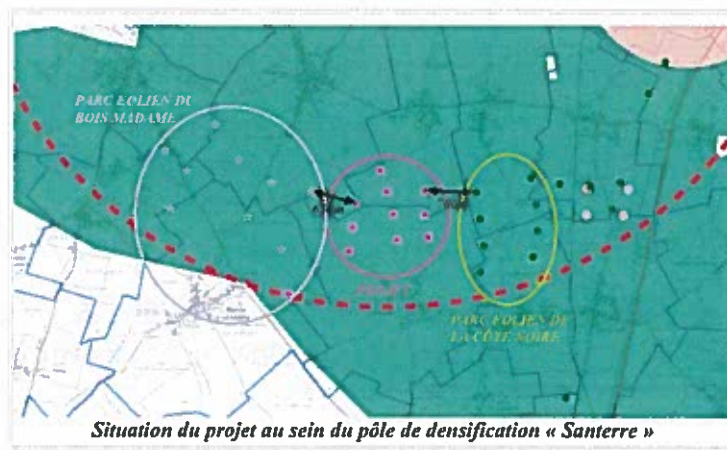 PARC EOLIEN DU
BOIS MADAME
PROJET
PARC EOLIEN DE
LA CÔTE NOIRE
Situation du projet au sein du pôle de densification « Santerre »